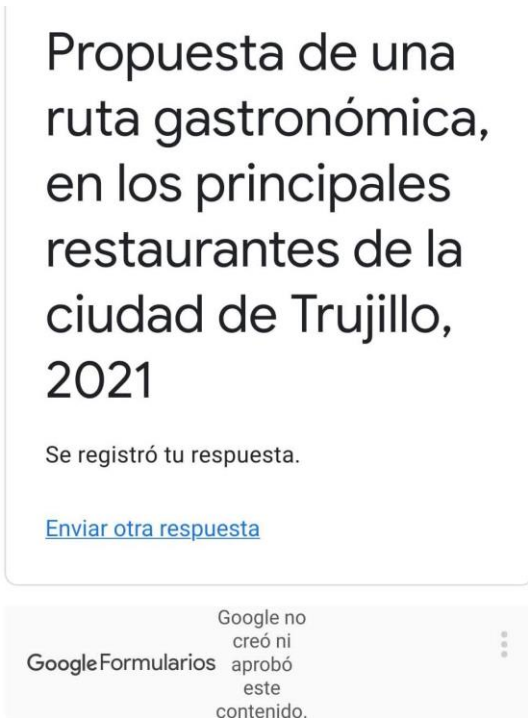 Propuesta de una
ruta gastronómica,
en los principales
restaurantes de la
ciudad de Trujillo,
2021
Se registró tu respuesta.
Enviar otra respuesta
Google Formularios
Google no
creó ni
aprobó
este
contenido.